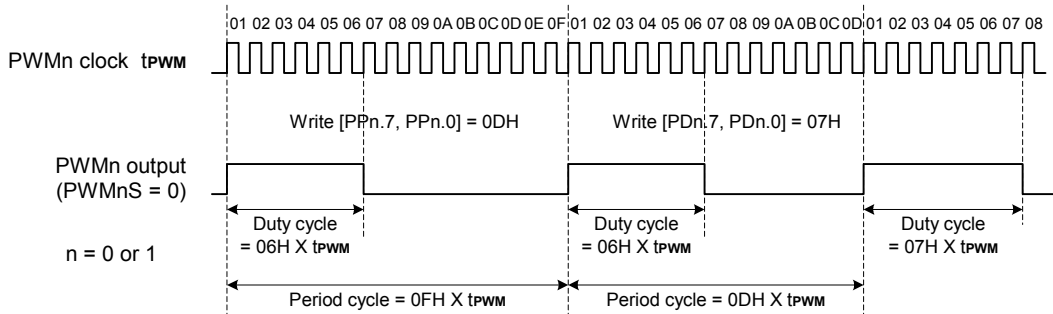 01 02 03 04 05 06 07 08 09 0A 0B 0C 0D 0E 0F 01 02 03 04 05 06 07 08 09 0A 0B 0C 0D 01 02 03 04 05 06 07 08
PWMn clock tPWM
Write [PPn.7, PPn.0] = 0DH Write [PDn.7, PDn.0] = 07H
PWMn output
(PWMnS = 0)
Duty cycle Duty cycle Duty cycle
= 06H X tPWM = 06H X tPWM = 07H X tPWM
n = 0 or 1
Period cycle = 0FH X tPWM Period cycle = 0DH X tPWM